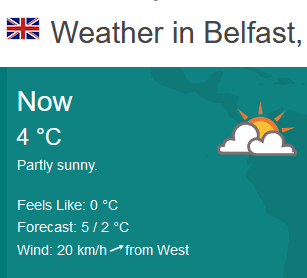 Weather in Belfast,
Now
4 °C
Partly sunny.
Feels Like: 0 °C
Forecast: 5 / 2 °C
Wind: 20 km/h from West